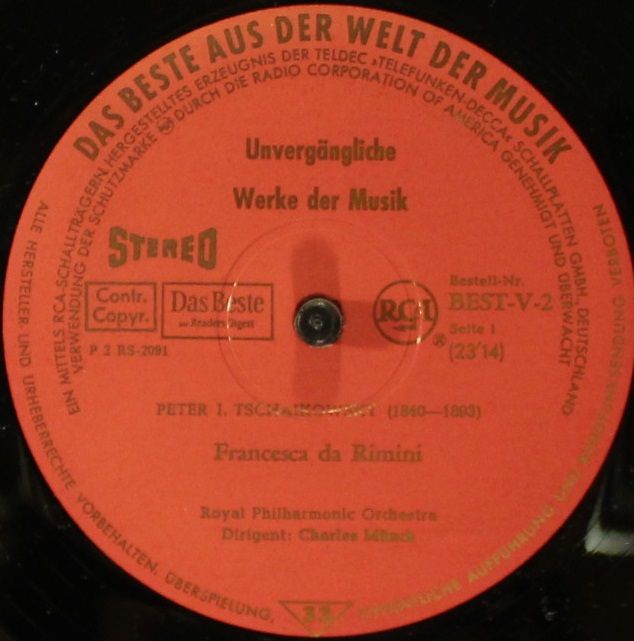 DAS BESTE AUS DER WELT DER MUSIK
EIN MITTELS RCA-SCHALLTRÄGERN HERGESTELLTES ERZEUGNIS DER TELDEC »TELEFUNKEN-DECCA« SCHALLPLATTEN GMBH, DEUTSCHLAND
VERWENDUNG DER SCHUTZMARKE DURCH DIE RADIO CORPORATION OF AMERICA GENEHMIGT UND ÜBERWACHT
Unvergängliche
Werke der Musik
STEREO
Contr.
Copyr.
Das Beste
aus Reader's Digest
P 2 RS-2091
RCA
®
Bestell-Nr.
BEST-V-2
Seite 1
(23'14)
PETER I. TSCHAIKOWSKY (1840—1893)
Francesca da Rimini
Royal Philharmonic Orchestra
Dirigent: Charles Münch
33
ALLE HERSTELLER UND URHEBERRECHTE VORBEHALTEN. ÜBERSPIELUNG, ÖFFENTLICHE AUFFÜHRUNG UND RUNDFUNKSENDUNG VERBOTEN